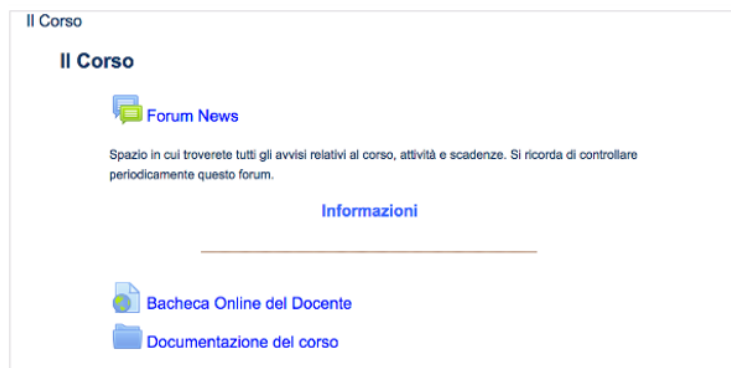 Il Corso
Il Corso
Forum News
Spazio in cui troverete tutti gli avvisi relativi al corso, attività e scadenze. Si ricorda di controllare
periodicamente questo forum.
Informazioni
Bacheca Online del Docente
Documentazione del corso